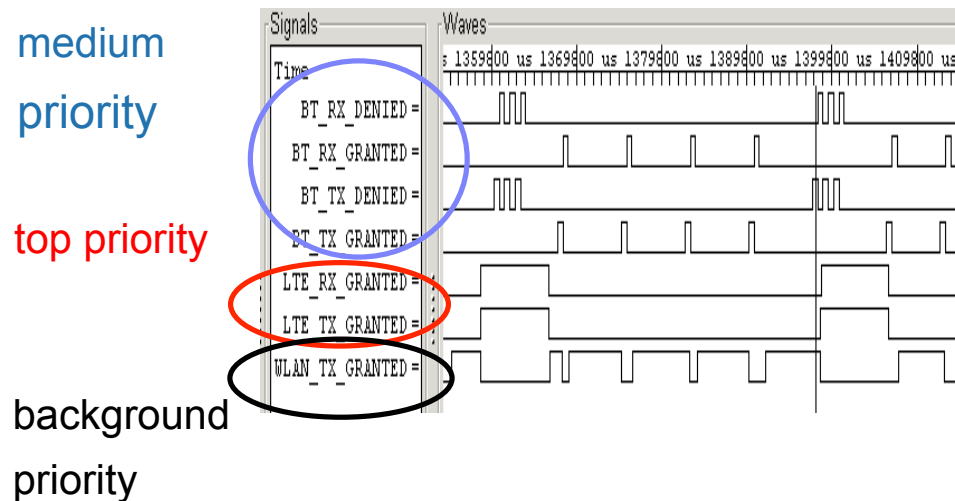 medium
priority
top priority
background
priority
Signals
Time
BT_RX_DENIED=
BT_RX_GRANTED=
BT_TX_DENIED=
BT_TX_GRANTED=
LTE_RX_GRANTED=
LTE_TX_GRANTED=
WLAN_TX_GRANTED=
Waves
s 1359800 us 1369800 us 1379800 us 1389800 us 1399800 us 1409800 us